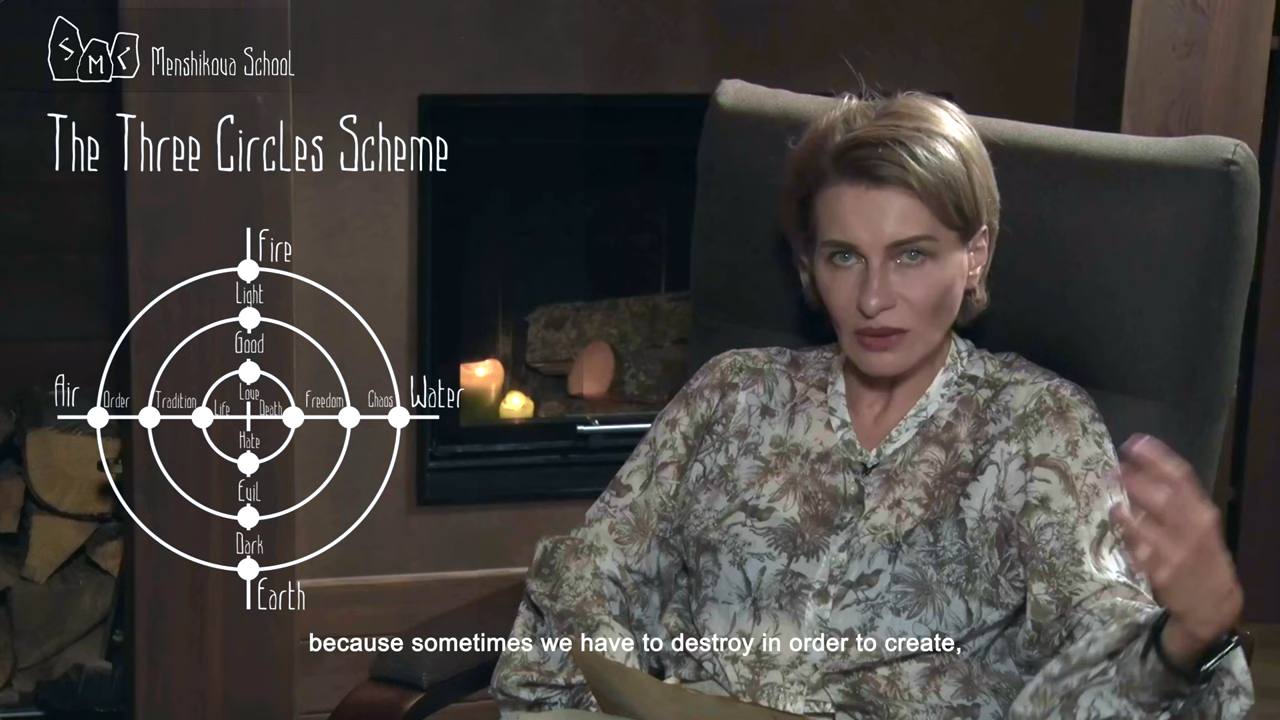 SMS
Menshikova School
The Three Circles Scheme
Fire
Light
Good
Air Order Tradition Life Love Death Freedom Chaos Water
Hate
Evil
Dark
Earth
because sometimes we have to destroy in order to create,